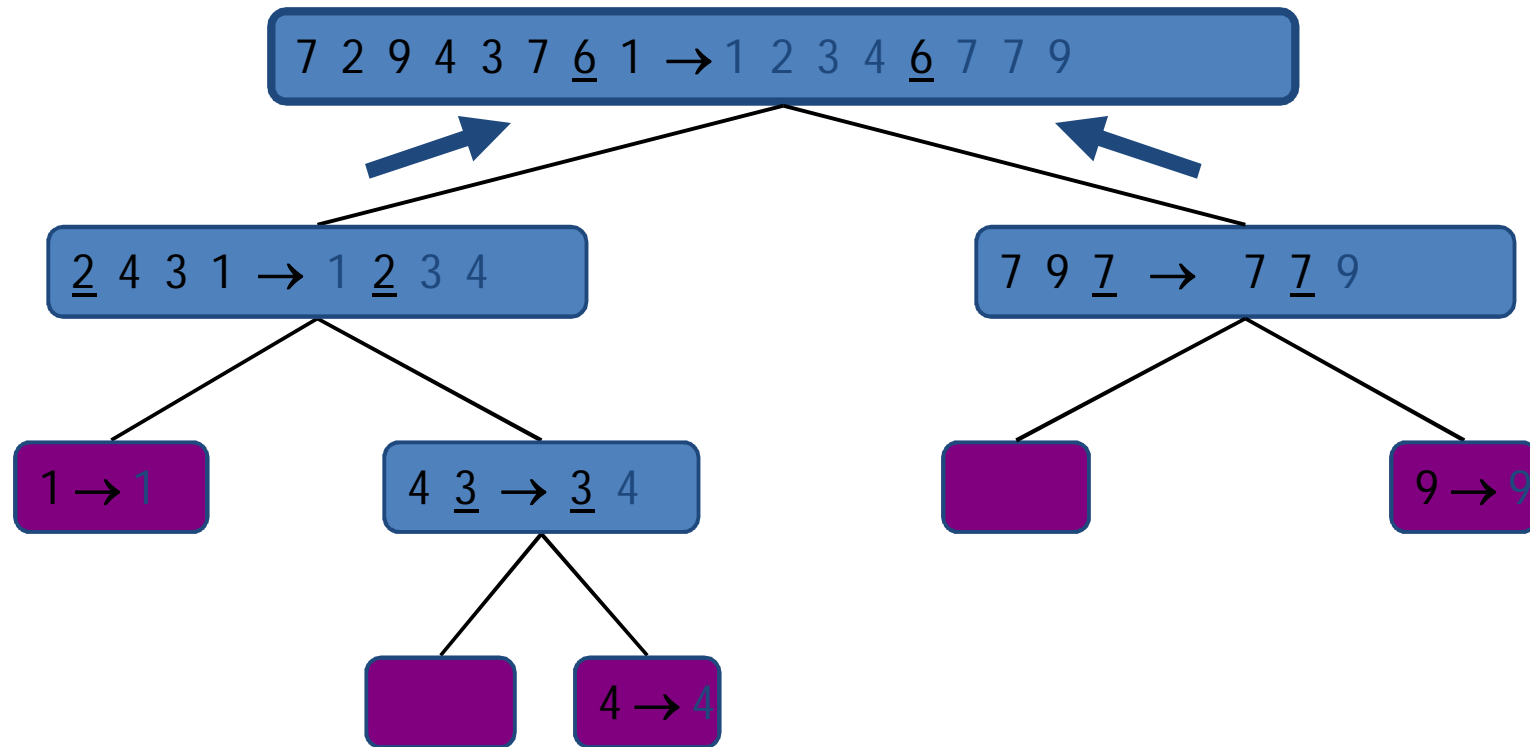 7 2 9 4 3 7 6 1 → 1 2 3 4 6 7 7 9
2 4 3 1 → 1 2 3 4
7 9 7 → 7 7 9
1 → 1
4 3 → 3 4
9 → 9
4 → 4